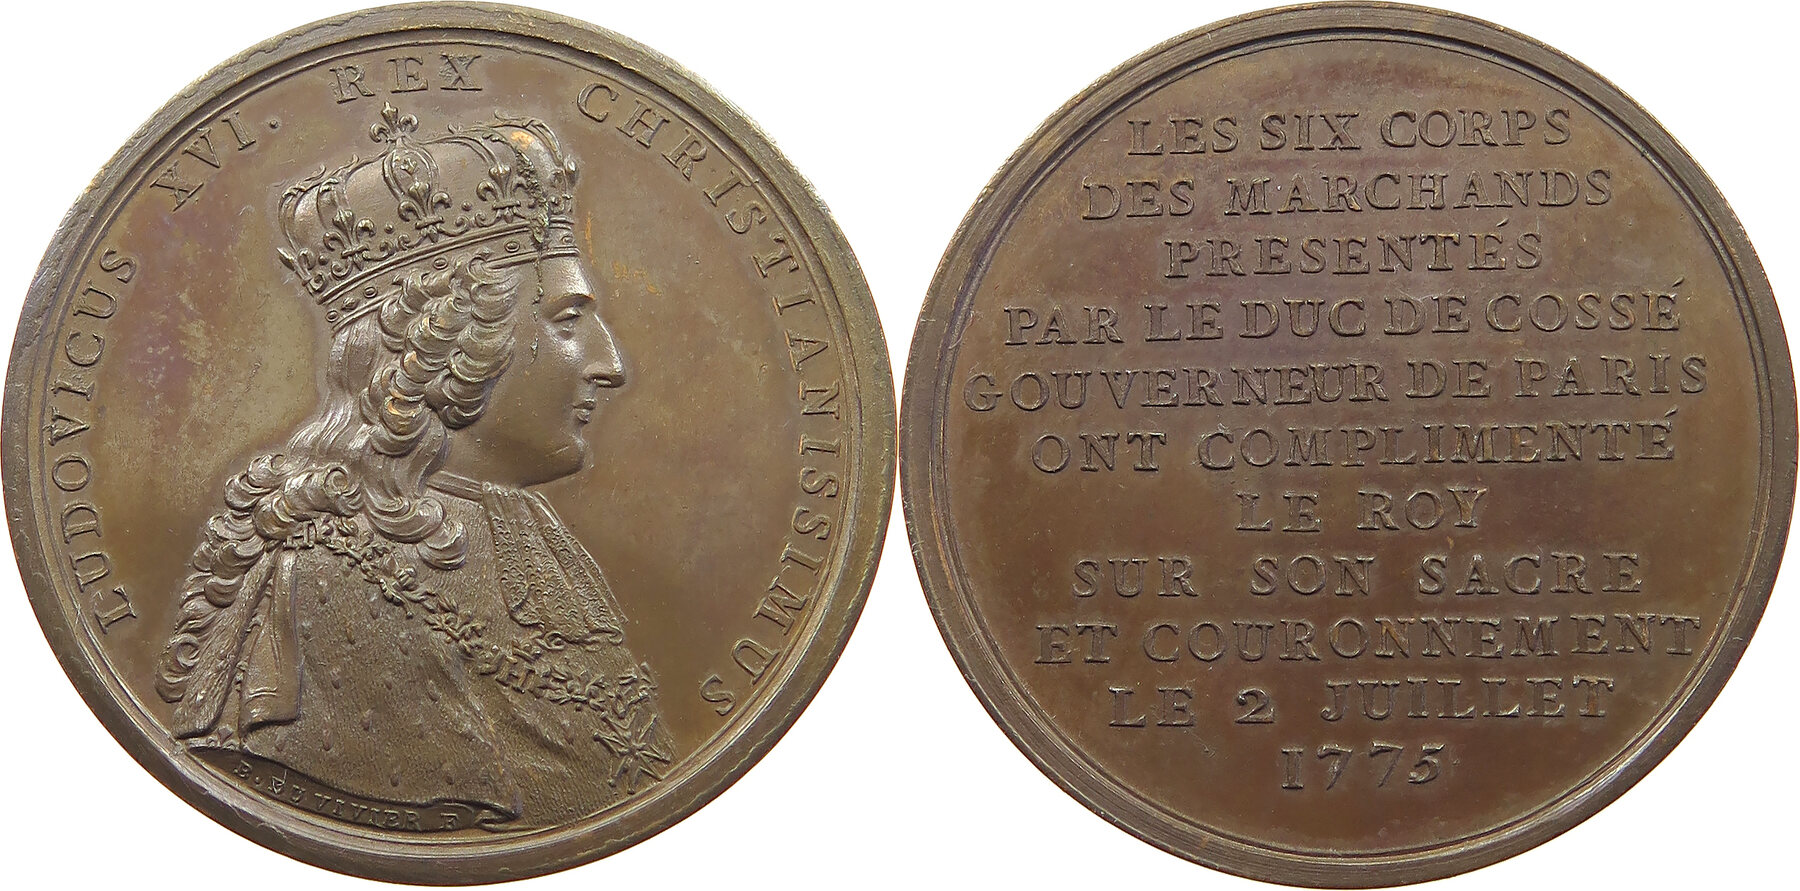 LUDOVICUS XVI. REX CHRISTIANISSIMUS
B. DUVIVIER F
LES SIX CORPS
DES MARCHANDS
PRESENTÉS
PAR LE DUC DE COSSÉ
GOUVERNEUR DE PARIS
ONT COMPLIMENTÉ
LE ROY
SUR SON SACRE
ET COURONNEMENT
LE 2 JUILLET
1775